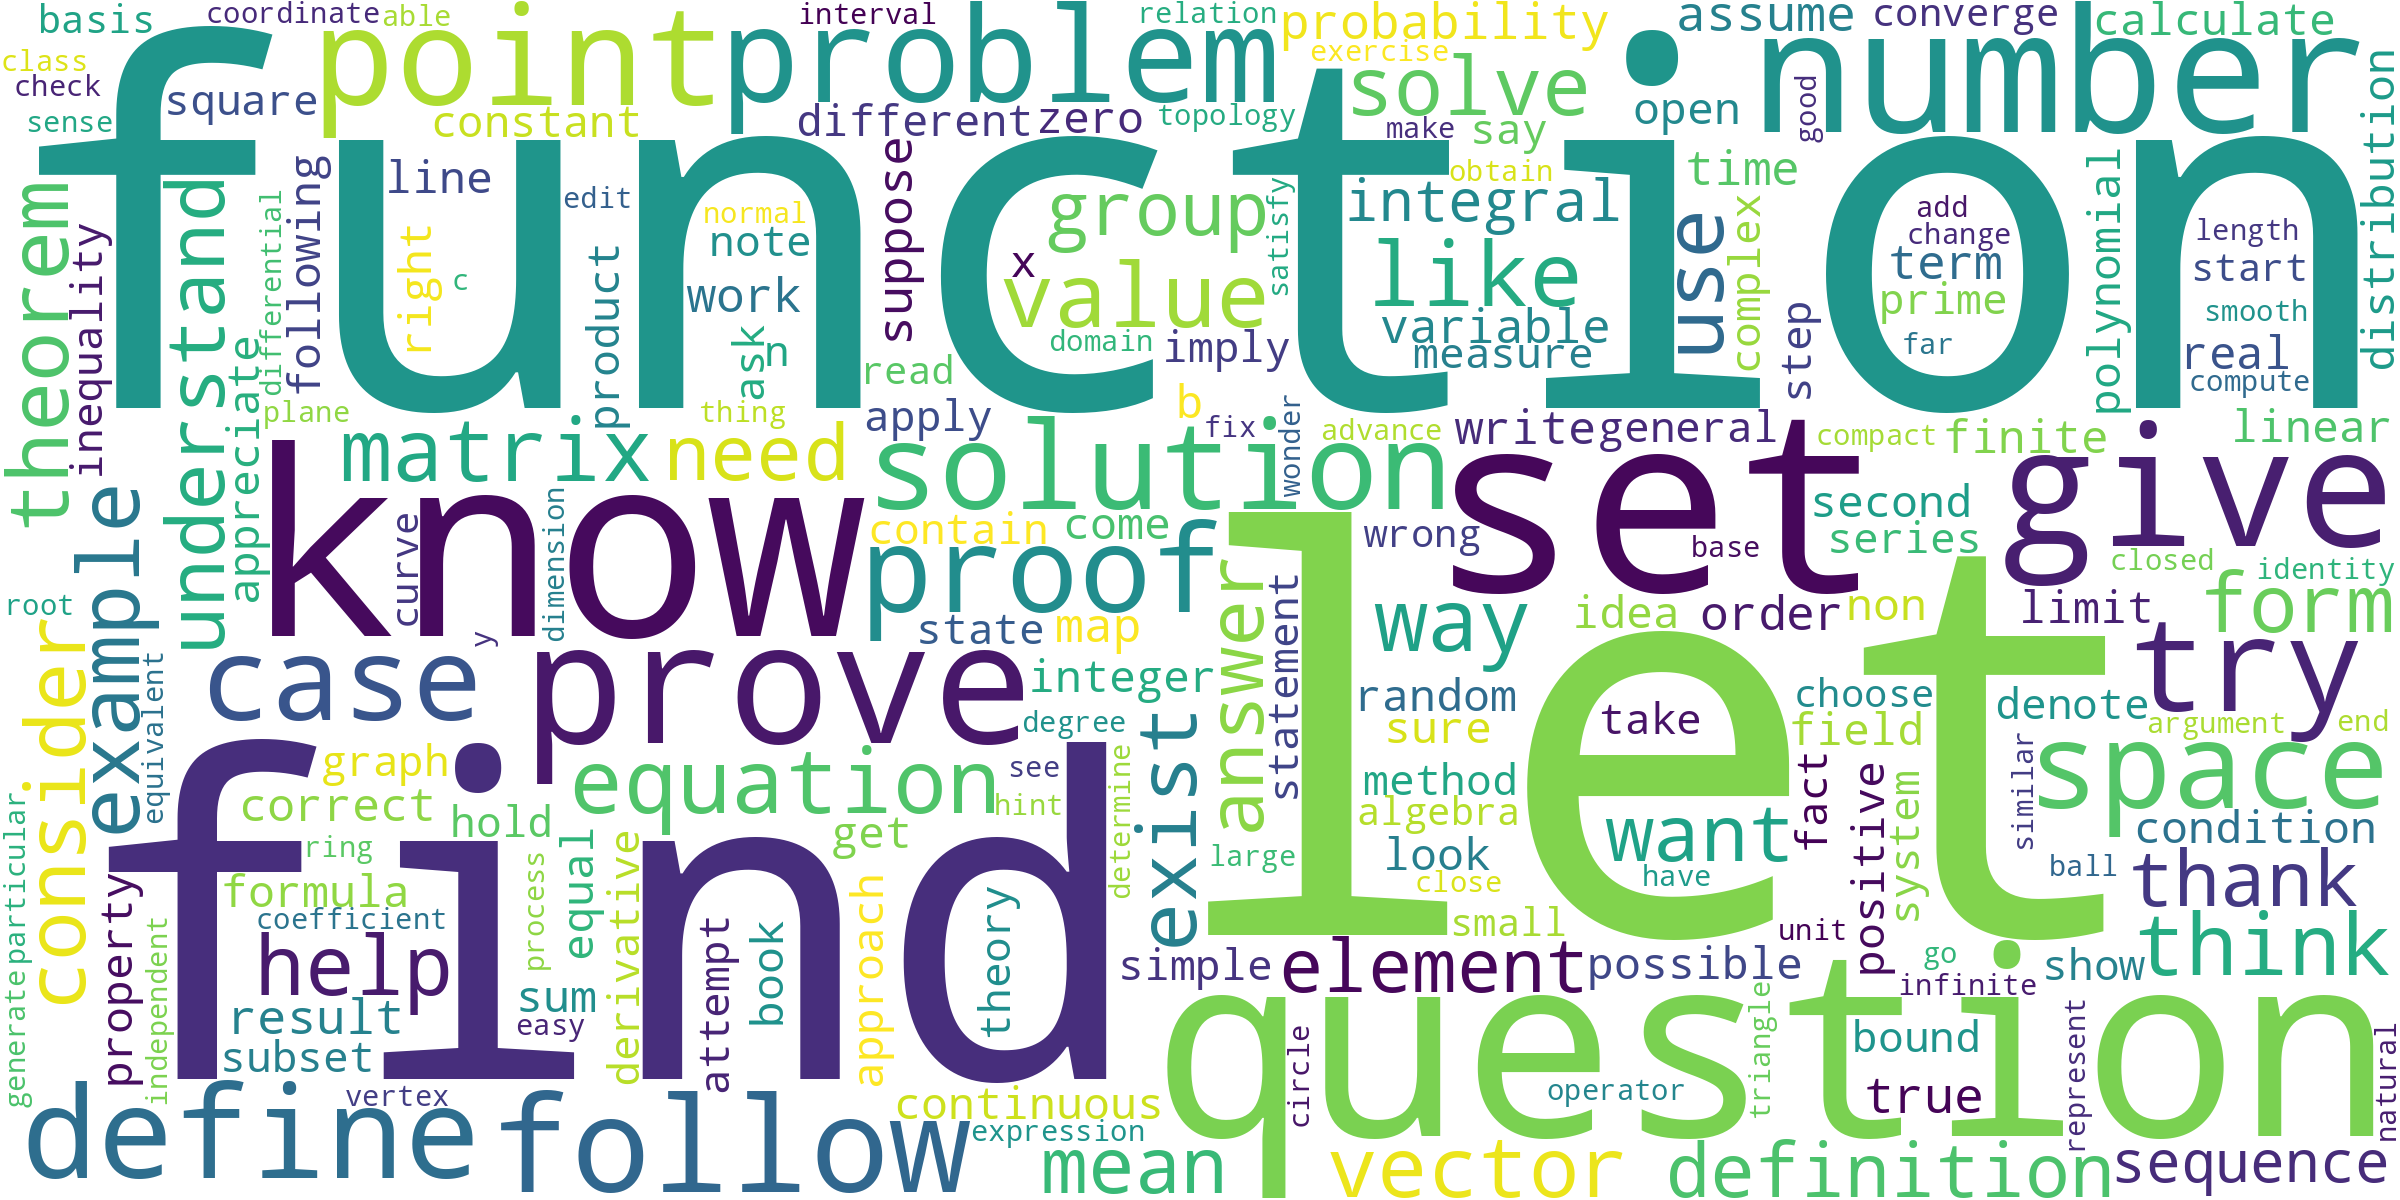 basis
coordinate
able
interval
relation
probability
assume
converge
calculate
class
check
sense
square
point
problem
exercise
solve
number
constant
different
zero
topology
make
say
open
good
function
following
line
edit
normal
note
suppose
x
group
value
satisfy
integral
obtain
like
variable
measure
time
use
complex
add
change
term
prime
far
step
polynomial
length
start
smooth
real
compute
distribution
theorem
inequality
understand
differential
appreciate
right
c
product
work
ask
n
domain
imply
read
plane
thing
apply
b
fix
wonder
advance
write
general
compact
finite
linear
matrix
need
solution
know
set
give
second
series
closed
identity
example
curve
dimension
contain
come
proof
wrong
base
root
y
state
map
answer
statement
way
idea
order
non
limit
form
try
let
consider
equivalent
case
prove
integer
degree
exist
random
sure
take
choose
field
denote
argument
end
space
graph
correct
hold
equation
see
hint
get
determine
method
algebra
look
want
fact
positive
system
similar
condition
ball
thank
find
particular
generate
property
independent
ring
formula
coefficient
help
result
subset
process
equal
sum
easy
derivative
attempt
book
approach
theory
large
close
have
small
simple
element
possible
unit
go
infinite
show
think
question
circle
triangle
bound
true
represent
natural
define
vertex
follow
continuous
expression
operator
mean
vector
definition
sequence